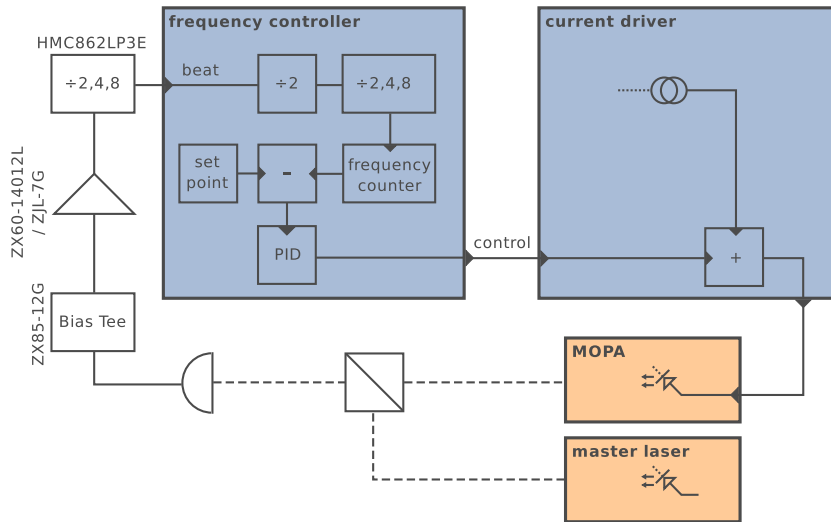 frequency controller
current driver
HMC862LP3E
÷2,4,8
beat
÷2
÷2,4,8
set
point
-
frequency
counter
ZX60-14012L
/ ZJL-7G
PID
control
+
ZX85-12G
Bias Tee
MOPA
master laser